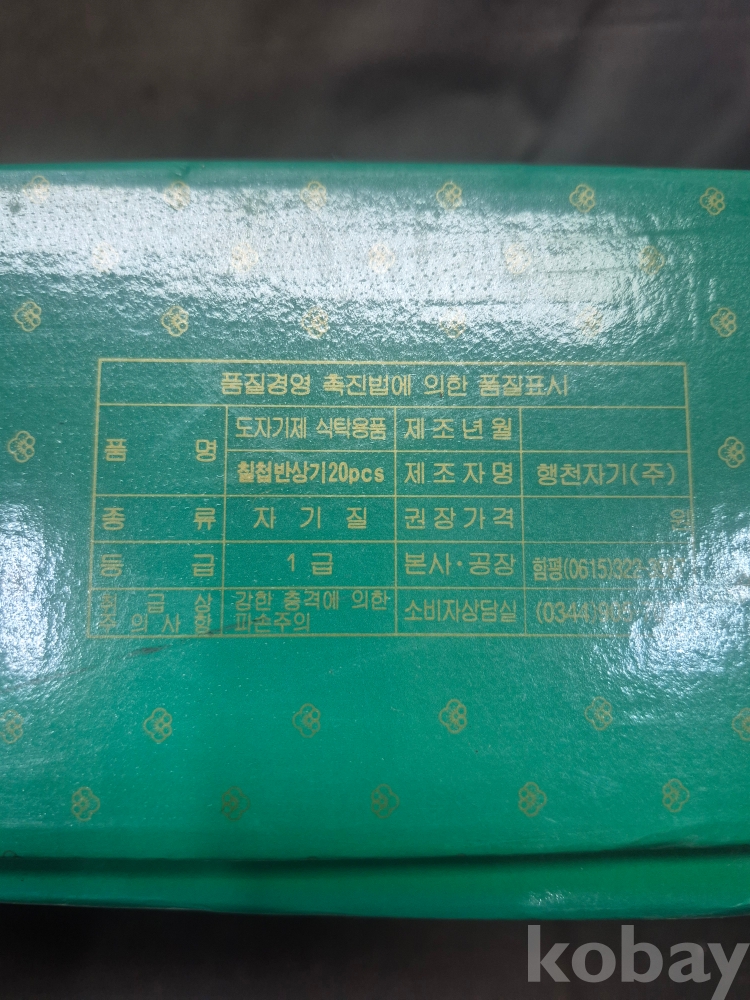 품질경영 촉진법에 의한 품질표시
품 명 도자기제 식탁용품 제조년월
칠첩반상기20pcs 제조자명 행천자기(주)
종 류 자 기 질 권장가격 원
등 급 1 급 본사·공장 함평(0615)322-
취 급 상 강한 충격에 의한 소비자상담실 (0344)
주 의 사 항 파손주의
kobay